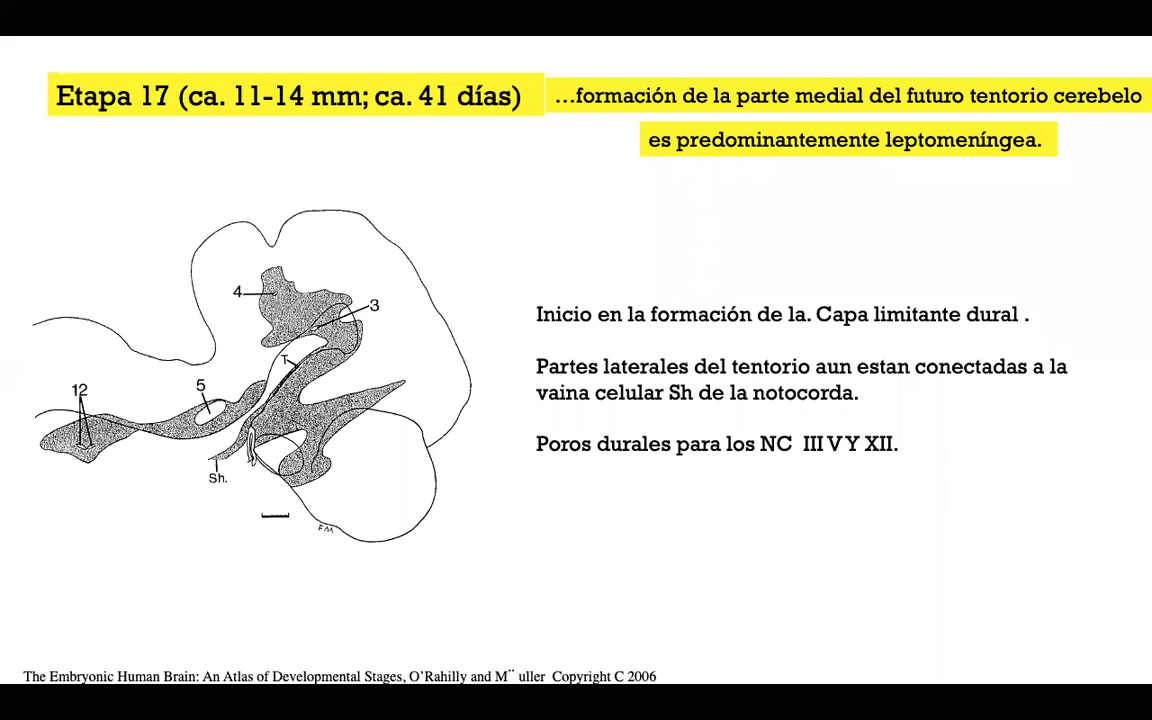 Etapa 17 (ca. 11-14 mm; ca. 41 días)
...formación de la parte medial del futuro tentorio cerebelo
es predominantemente leptomeníngea.
4
3
T
12
5
Sh.
F M
Inicio en la formación de la. Capa limitante dural .
Partes laterales del tentorio aun estan conectadas a la
vaina celular Sh de la notocorda.
Poros durales para los NC III V Y XII.
The Embryonic Human Brain: An Atlas of Developmental Stages, O'Rahilly and M¨ uller Copyright C 2006